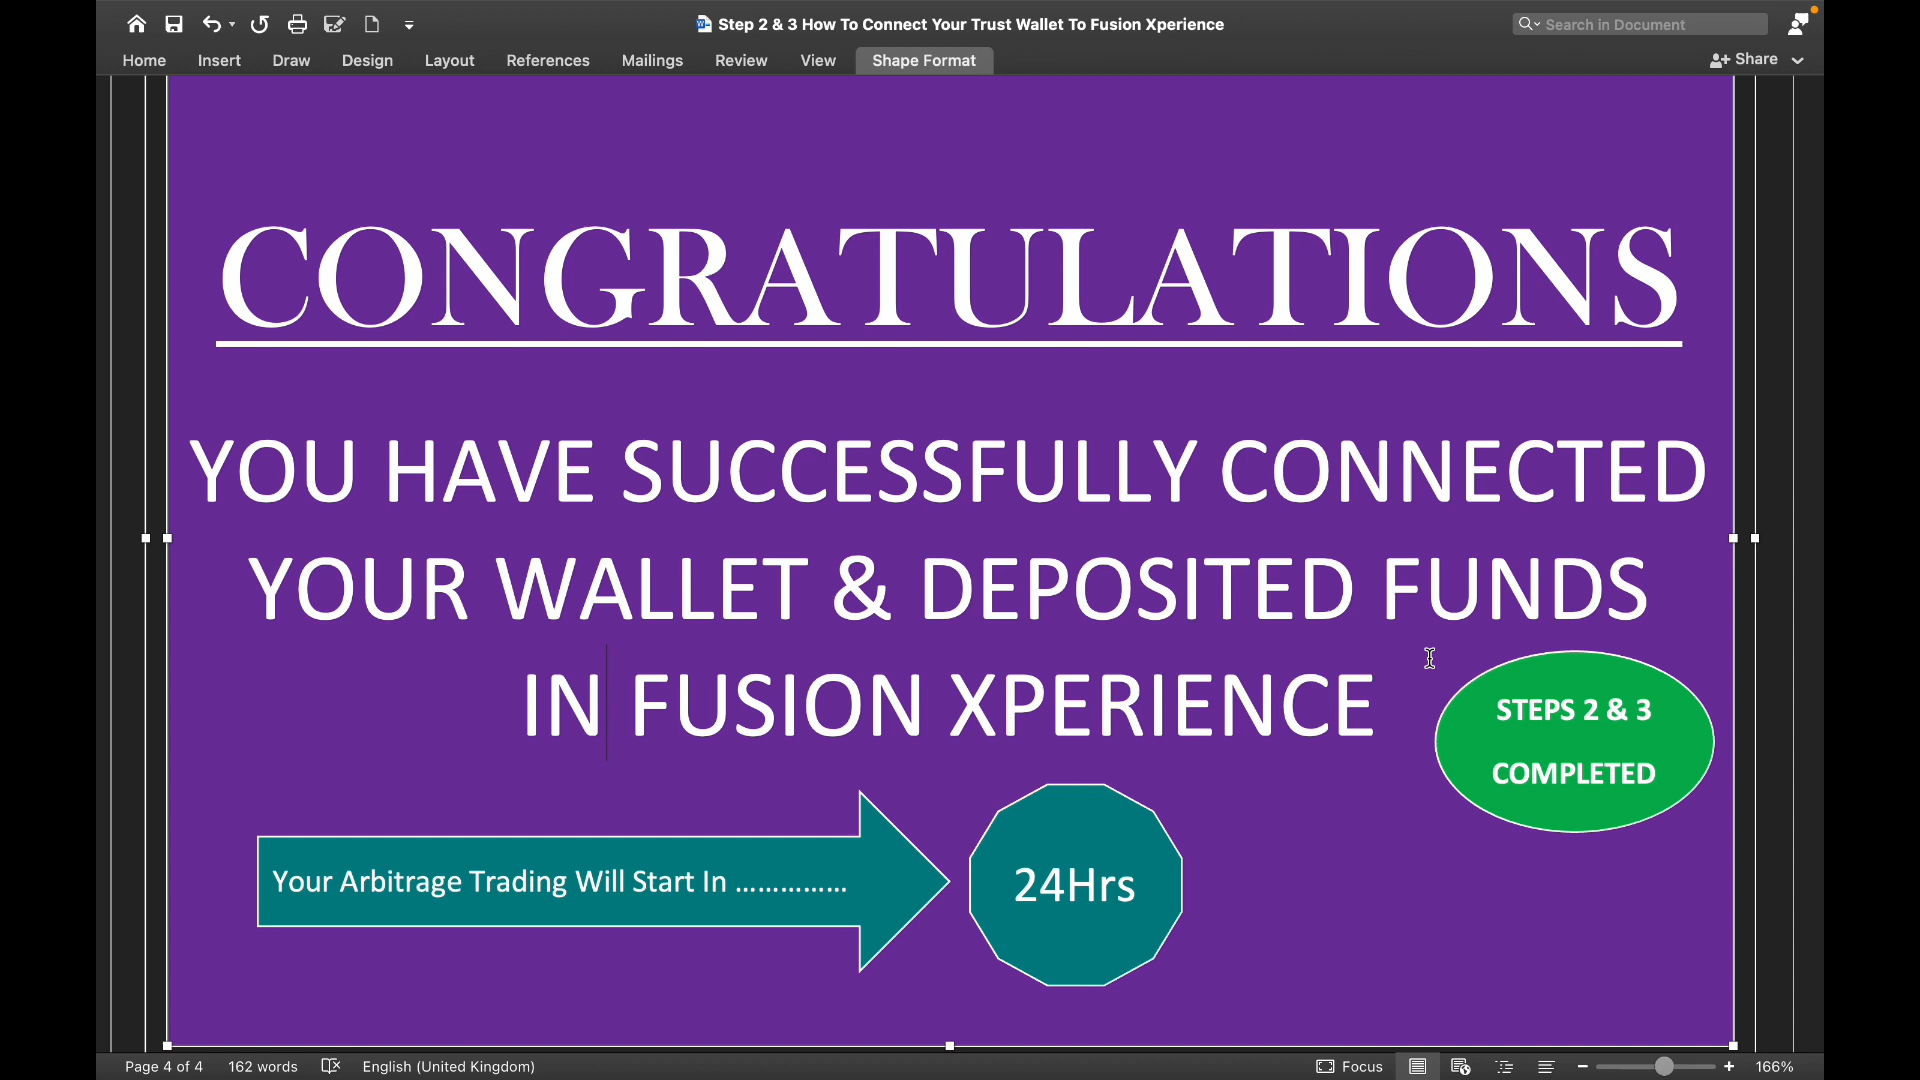 Step 2 & 3 How To Connect Your Trust Wallet To Fusion Xperience
Search in Document
Home Insert Draw Design Layout References Mailings Review View Shape Format Share
CONGRATULATIONS
YOU HAVE SUCCESSFULLY CONNECTED
YOUR WALLET & DEPOSITED FUNDS
IN FUSION XPERIENCE
STEPS 2 & 3
COMPLETED
Your Arbitrage Trading Will Start In ...............
24Hrs
Page 4 of 4 162 words English (United Kingdom) Focus 166%